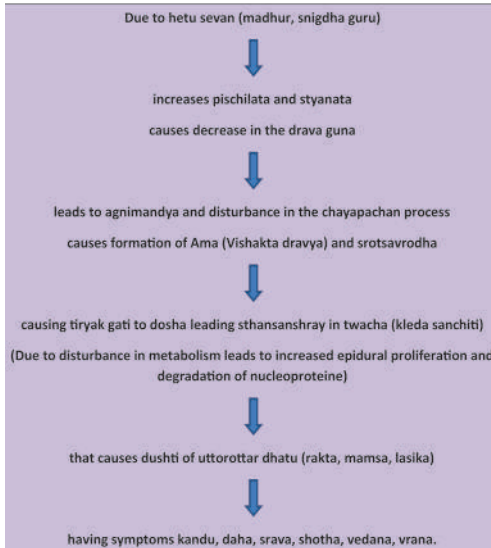 Due to hetu sevan (madhur, snigdha guru)
increases pischilata and styanata
causes decrease in the drava guna
leads to agnimandya and disturbance in the chayapachan process
causes formation of Ama (Vishakta dravya) and srotsavrodha
causing tiryak gati to dosha leading sthansanshray in twacha (kleda sanchiti)
(Due to disturbance in metabolism leads to increased epidural proliferation and
degradation of nucleoproteine)
that causes dushti of uttorottar dhatu (rakta, mamsa, lasika)
having symptoms kandu, daha, srava, shotha, vedana, vrana.